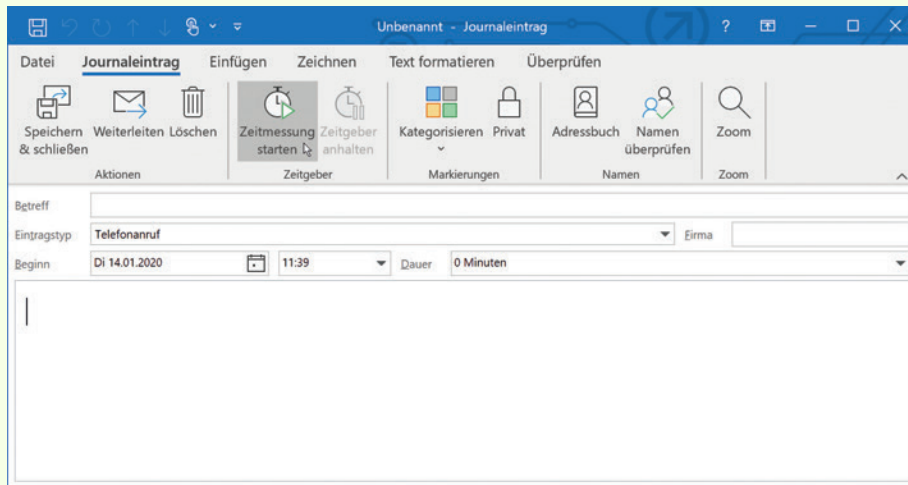 Unbenannt - Journaleintrag
?
Datei Journaleintrag Einfügen Zeichnen Text formatieren Überprüfen
Speichern & schließen
Weiterleiten
Löschen
Zeitmessung starten
Zeitgeber anhalten
Kategorisieren
Privat
Adressbuch
Namen überprüfen
Zoom
Aktionen Zeitgeber Markierungen Namen Zoom
Betreff
Eintragstyp Telefonanruf Firma
Beginn Di 14.01.2020 11:39 Dauer 0 Minuten